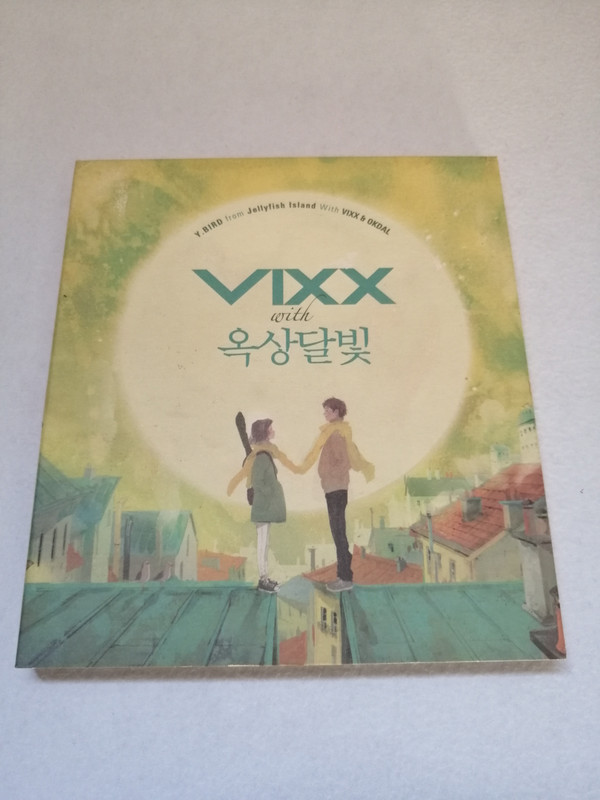 Y.BIRD from Jellyfish Island With VIXX & OKDAL
VIXX
with
옥상달빛